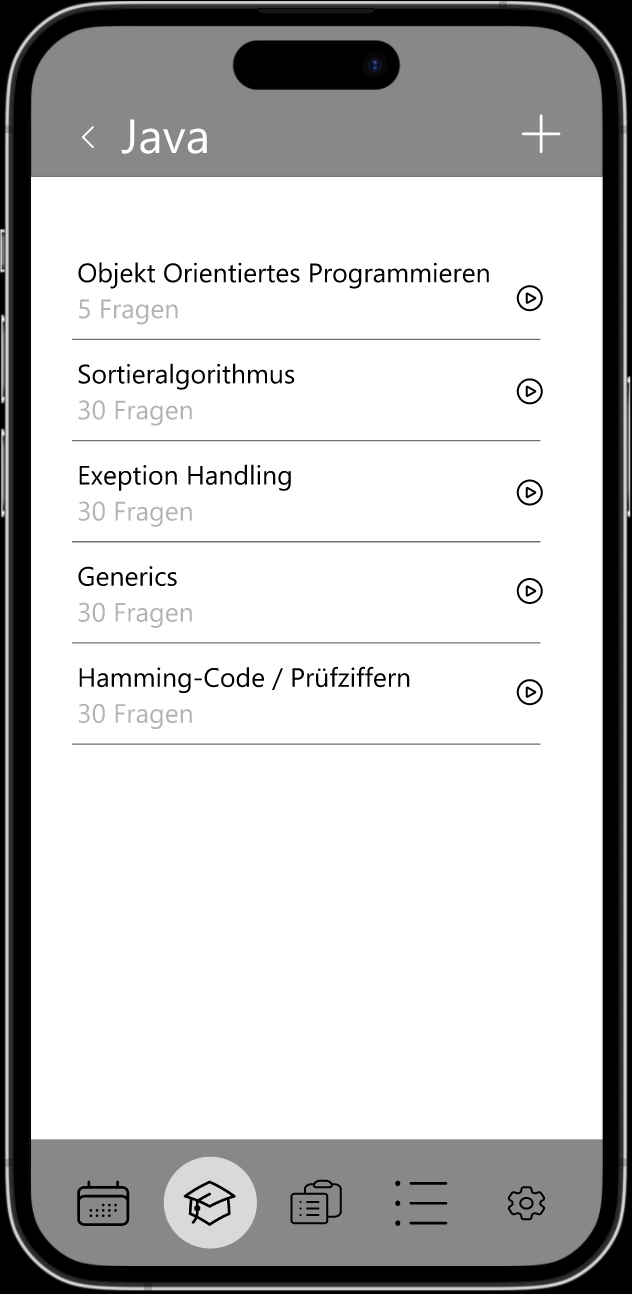 Java
Objekt Orientiertes Programmieren
5 Fragen
Sortieralgorithmus
30 Fragen
Exeption Handling
30 Fragen
Generics
30 Fragen
Hamming-Code / Prüfziffern
30 Fragen